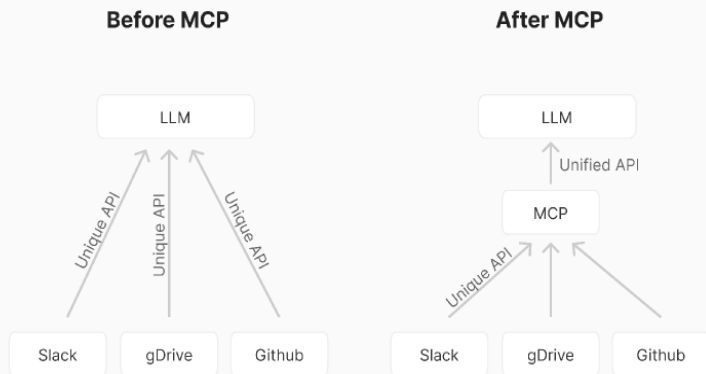 Before MCP
LLM
Unique API
Unique API
Unique API
Slack
gDrive
Github
After MCP
LLM
Unified API
MCP
Unique API
Slack
gDrive
Github